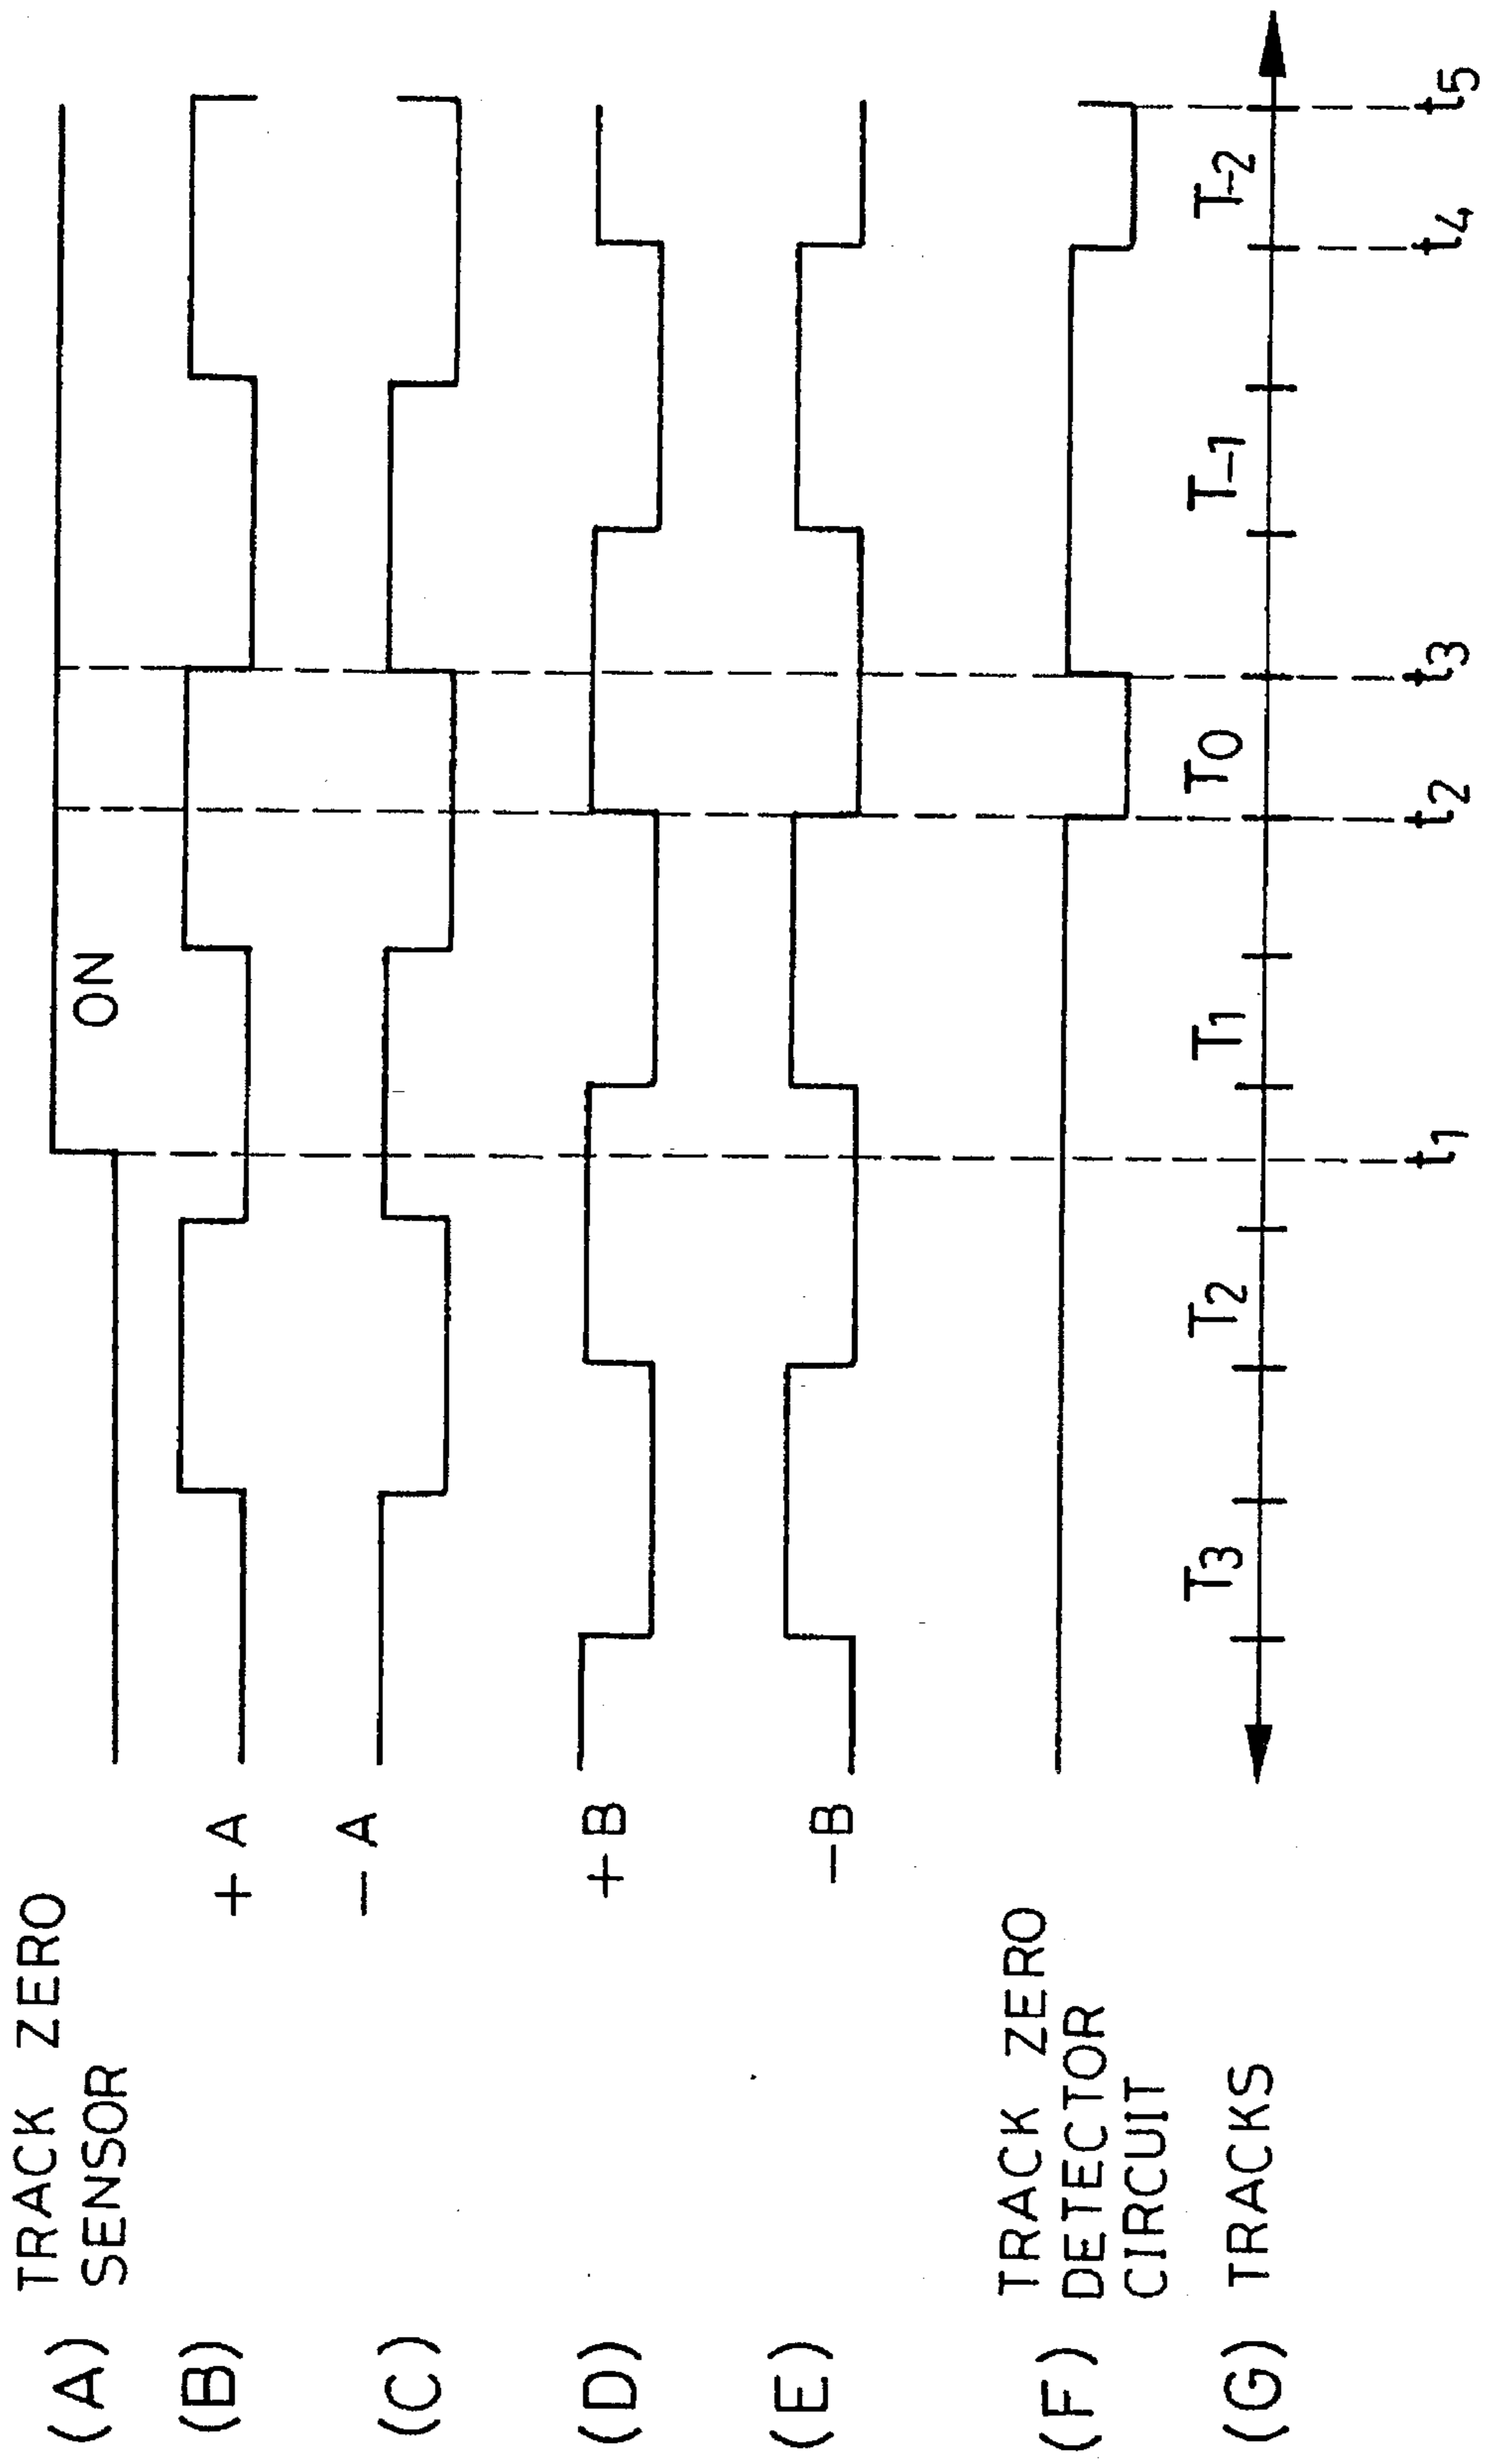 (A) TRACK ZERO
SENSOR
ON
(B) + A
(C) − A
(D) + B
(E) − B
(F) TRACK ZERO
DETECTOR
CIRCUIT
(G) TRACKS
T3 T2 T1 T0 T-1 T-2
t1 t2 t3 t4 t5